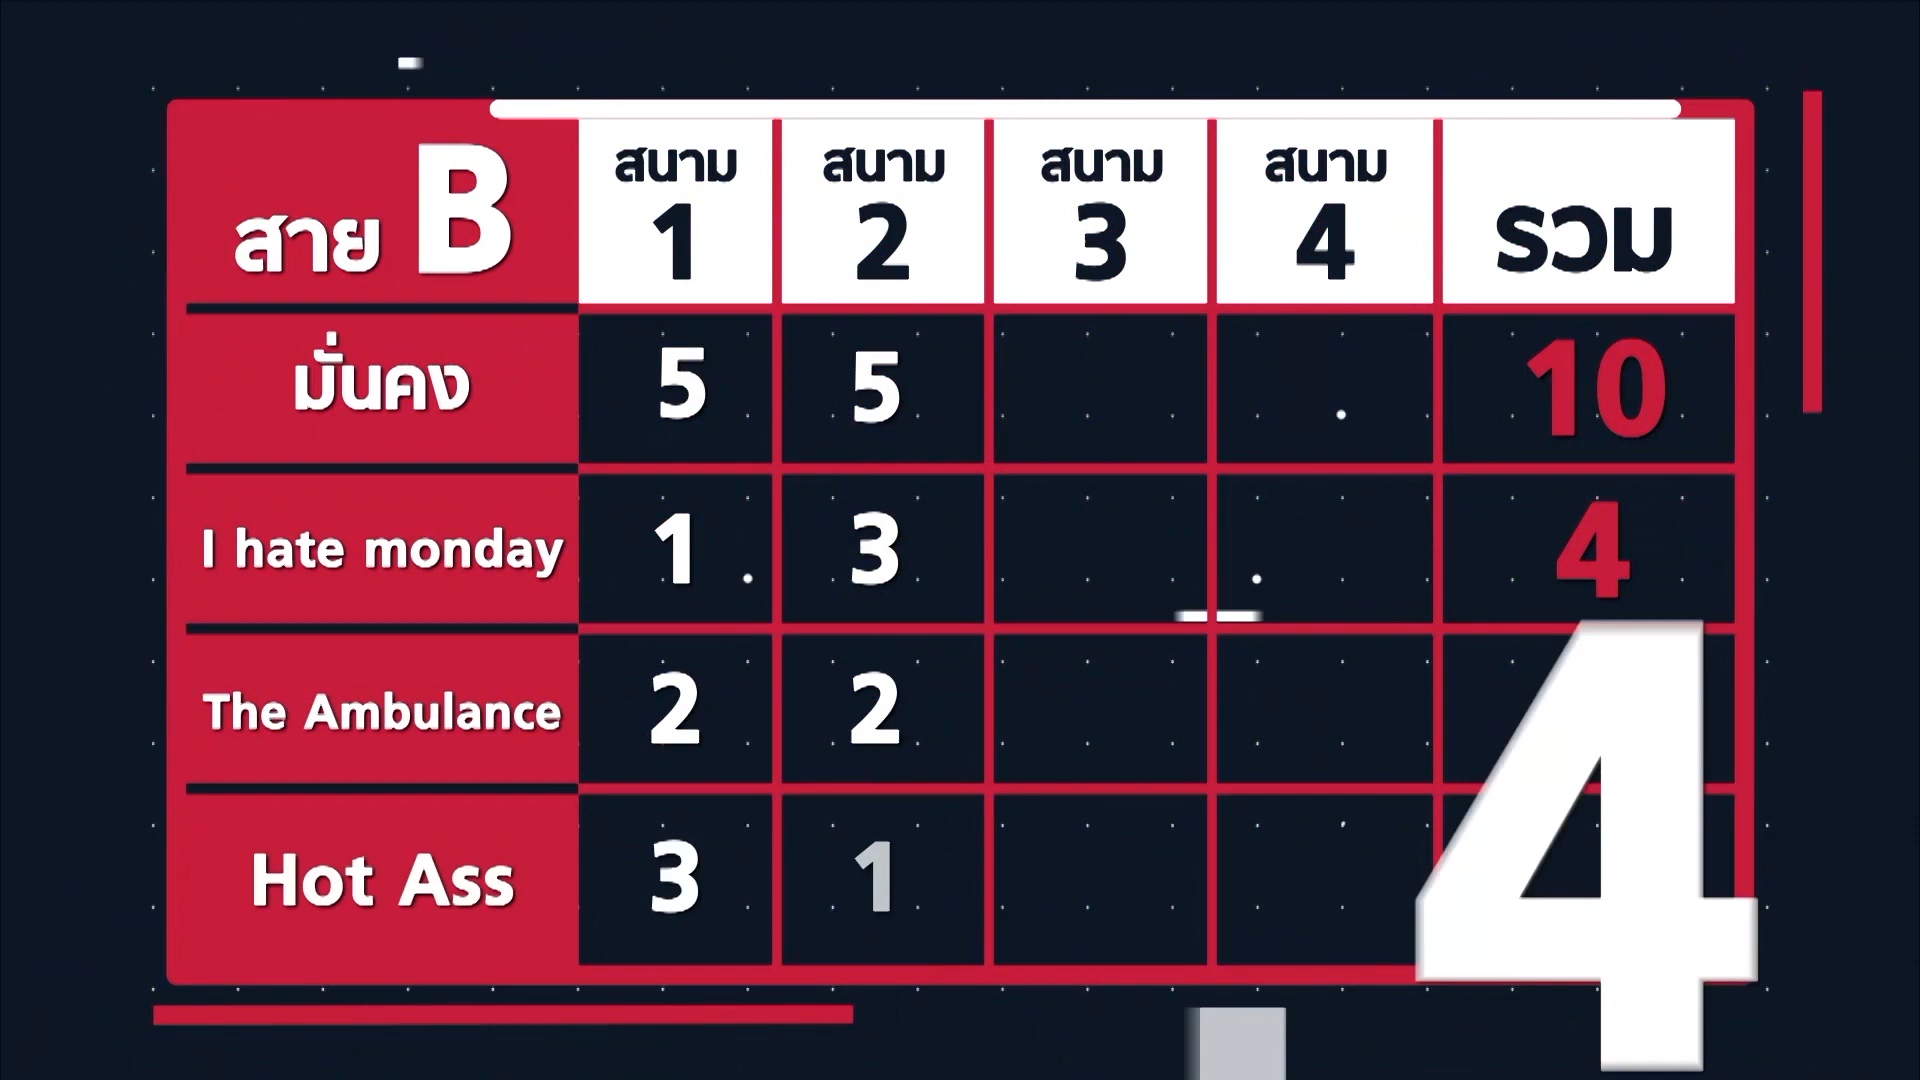 สาย B
สนาม 1
สนาม 2
สนาม 3
สนาม 4
รวม
มั่นคง 5 5 10
I hate monday 1 3 4
The Ambulance 2 2 4
Hot Ass 3 1